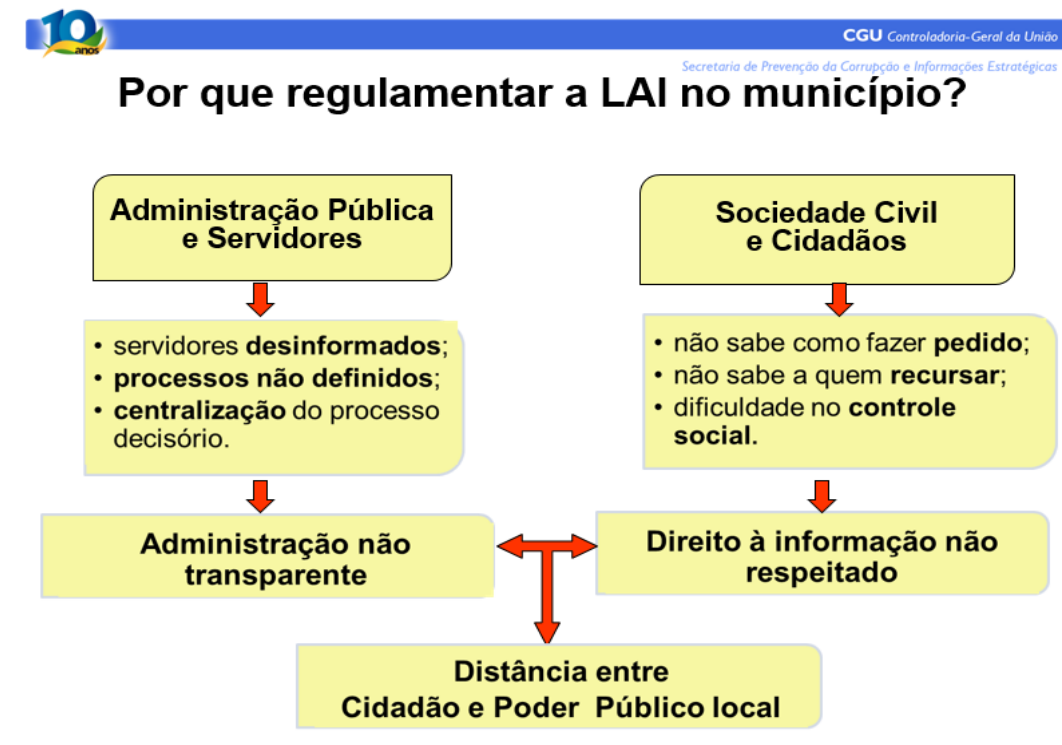 10
anos
CGU Controladoria-Geral da União
Secretaria de Prevenção da Corrupção e Informações Estratégicas
Por que regulamentar a LAI no município?
Administração Pública
e Servidores
• servidores desinformados;
• processos não definidos;
• centralização do processo
decisório.
Administração não
transparente
Sociedade Civil
e Cidadãos
• não sabe como fazer pedido;
• não sabe a quem recursar;
• dificuldade no controle
social.
Direito à informação não
respeitado
Distância entre
Cidadão e Poder Público local